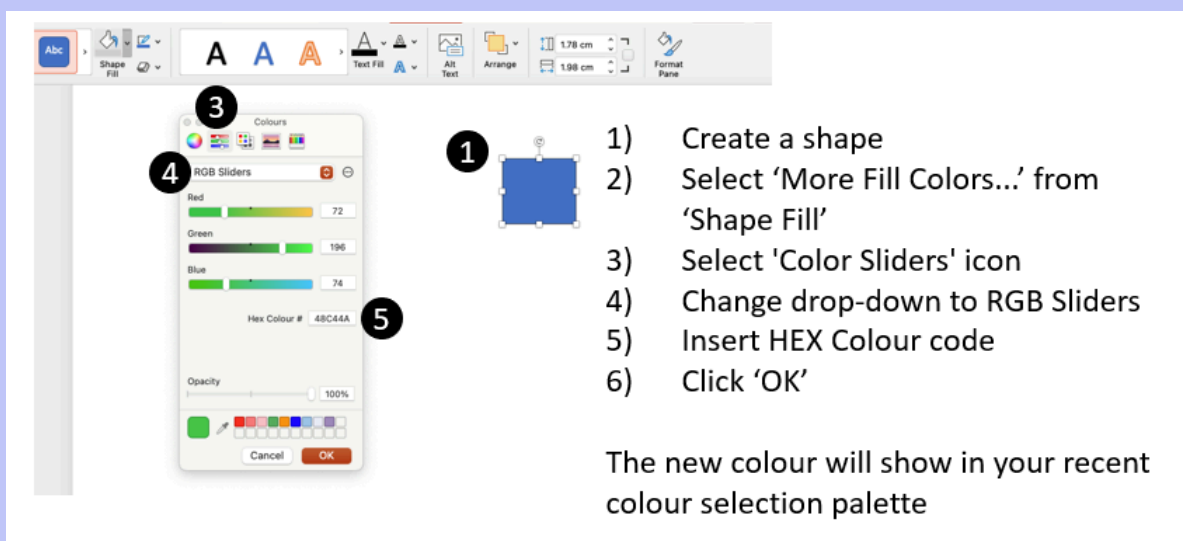 Abc
Shape
Fill
A A A
A
Text Fill
A
A
Alt
Text
Arrange
1.78 cm
1.98 cm
Format
Pane
3
Colours
4
RGB Sliders
Red
72
Green
196
Blue
74
Hex Colour # 48C44A
5
Opacity
100%
Cancel OK
1
1) Create a shape
2) Select ‘More Fill Colors...’ from
‘Shape Fill’
3) Select 'Color Sliders' icon
4) Change drop-down to RGB Sliders
5) Insert HEX Colour code
6) Click ‘OK’
The new colour will show in your recent
colour selection palette